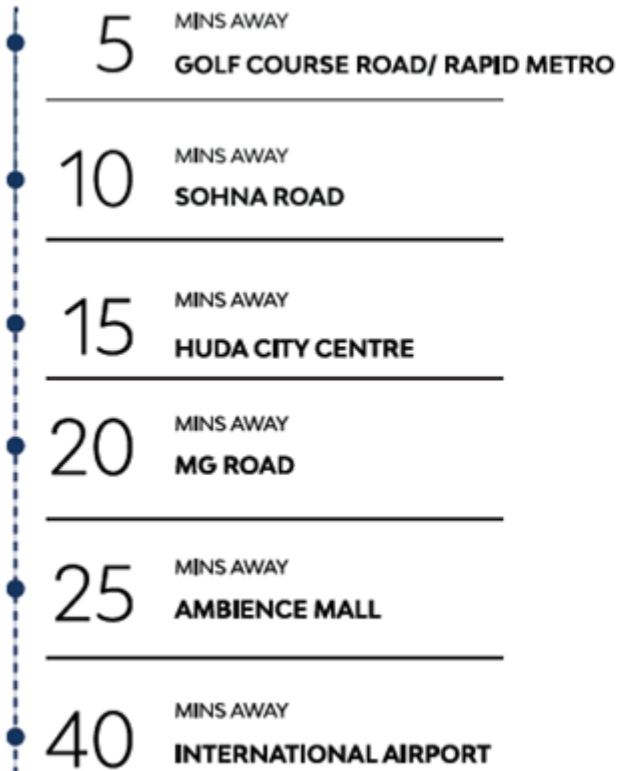 5 MINS AWAY
GOLF COURSE ROAD/ RAPID METRO
10 MINS AWAY
SOHNA ROAD
15 MINS AWAY
HUDA CITY CENTRE
20 MINS AWAY
MG ROAD
25 MINS AWAY
AMBIENCE MALL
40 MINS AWAY
INTERNATIONAL AIRPORT